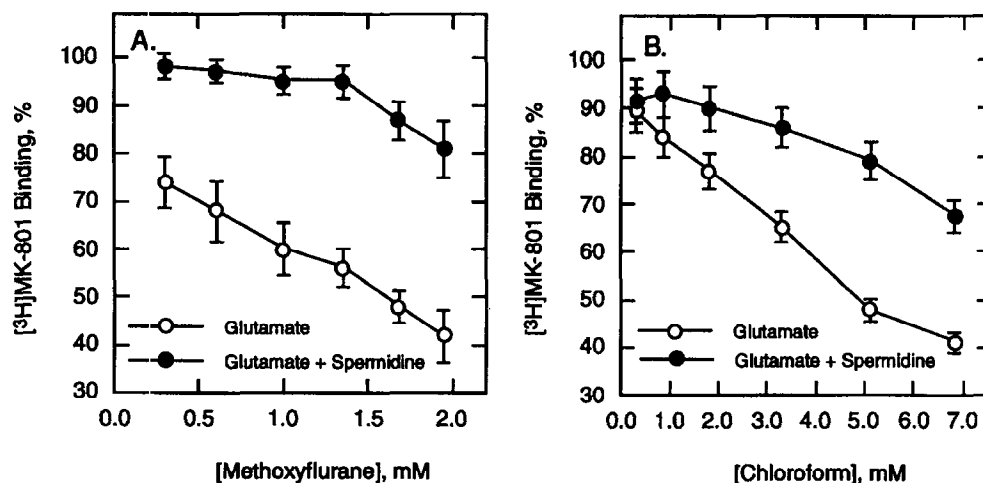 A.
[³H]MK-801 Binding, %
100
90
80
70
60
50
40
30
Glutamate
Glutamate + Spermidine
0.0 0.5 1.0 1.5 2.0
[Methoxyflurane], mM
B.
[³H]MK-801 Binding, %
100
90
80
70
60
50
40
30
Glutamate
Glutamate + Spermidine
0.0 1.0 2.0 3.0 4.0 5.0 6.0 7.0
[Chloroform], mM